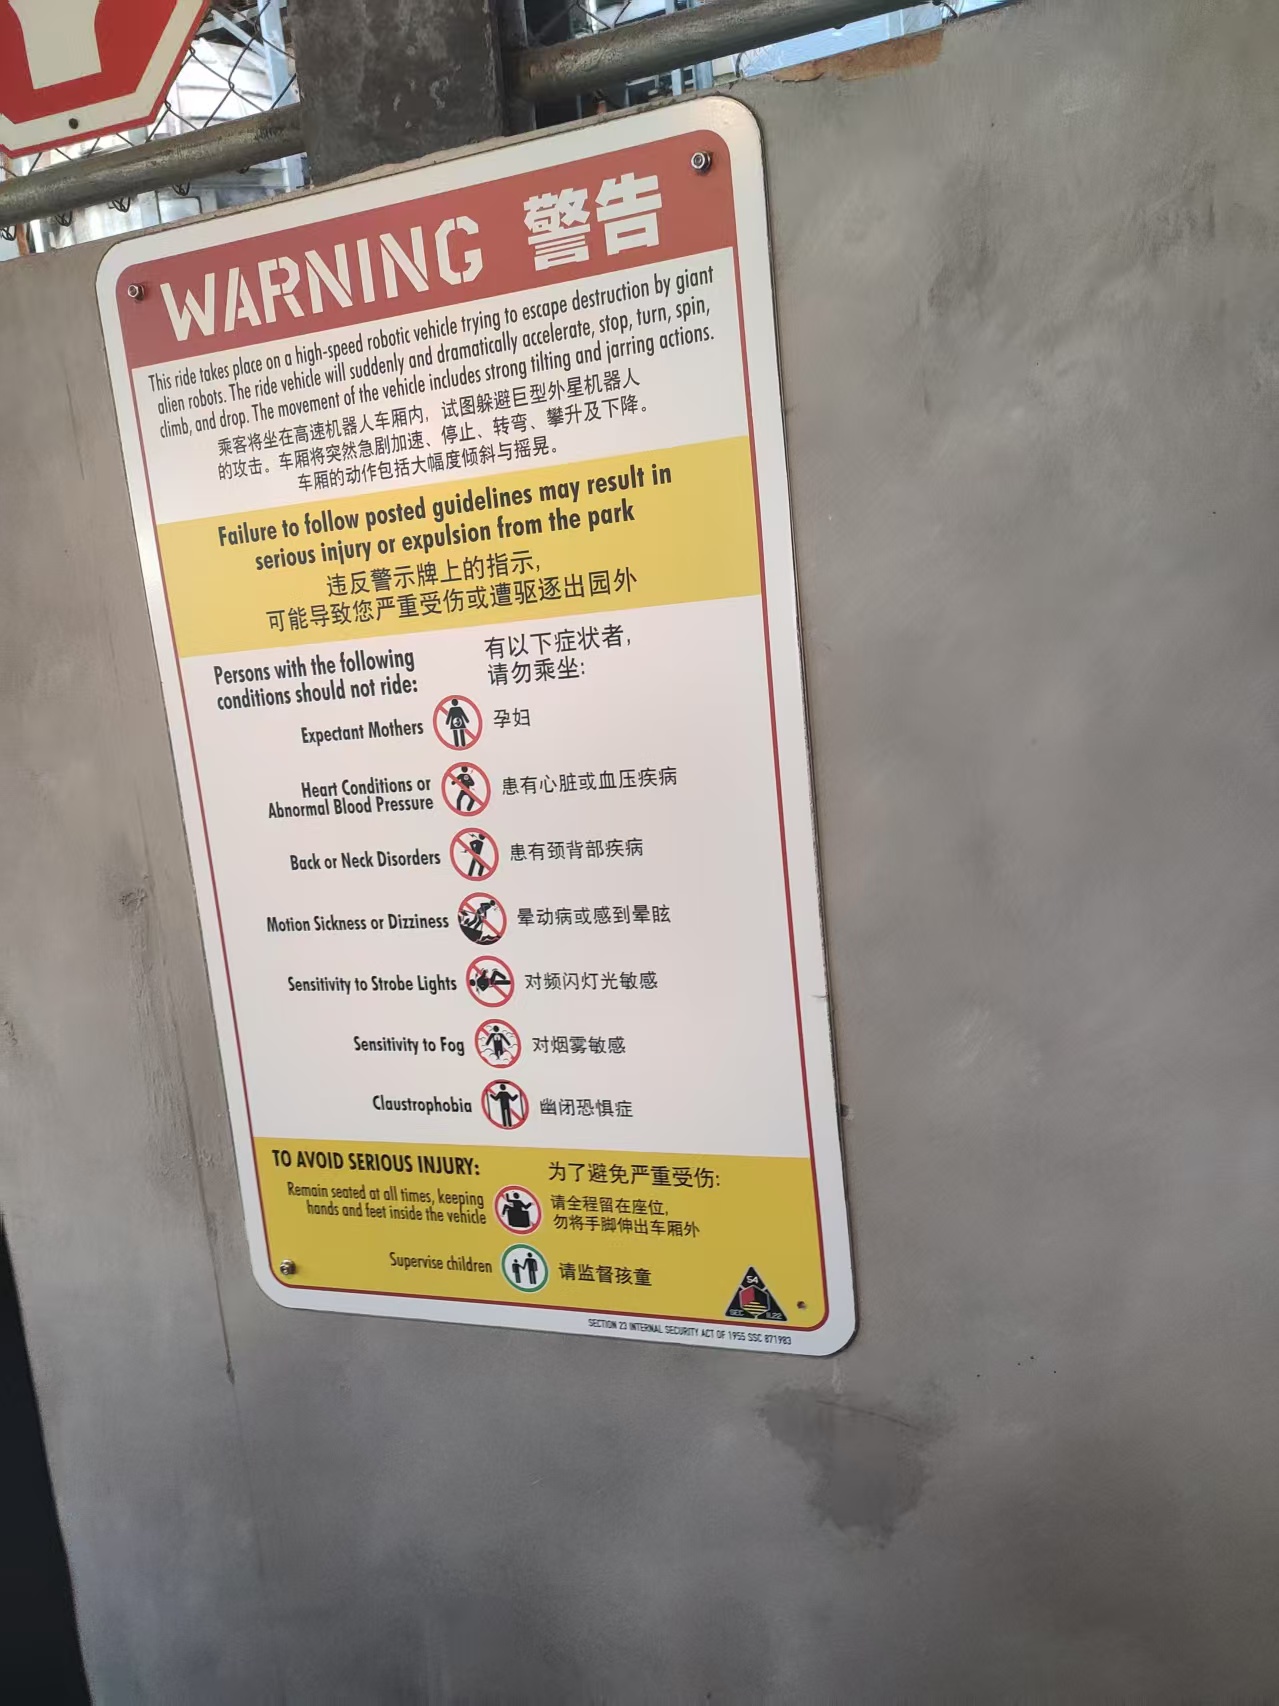 WARNING 警告
This ride takes place on a high-speed robotic vehicle trying to escape destruction by giant
alien robots. The ride vehicle will suddenly and dramatically accelerate, stop, turn, spin,
climb, and drop. The movement of the vehicle includes strong tilting and jarring actions.
乘客将坐在高速机器人车厢内，试图躲避巨型外星机器人
的攻击。车厢将突然急剧加速、停止、转弯、攀升及下降。
车厢的动作包括大幅度倾斜与摇晃。
Failure to follow posted guidelines may result in
serious injury or expulsion from the park
违反警示牌上的指示,
可能导致您严重受伤或遭驱逐出园外
Persons with the following
conditions should not ride:
有以下症状者,
请勿乘坐:
Expectant Mothers 孕妇
Heart Conditions or
Abnormal Blood Pressure
患有心脏或血压疾病
Back or Neck Disorders 患有颈背部疾病
Motion Sickness or Dizziness 晕动病或感到晕眩
Sensitivity to Strobe Lights 对频闪灯光敏感
Sensitivity to Fog 对烟雾敏感
Claustrophobia 幽闭恐惧症
TO AVOID SERIOUS INJURY: 为了避免严重受伤:
Remain seated at all times, keeping
hands and feet inside the vehicle
请全程留在座位,
勿将手脚伸出车厢外
Supervise children 请监督孩童
S4
SEC
SECTION 23 INTERNAL SECURITY ACT OF 1955 SSC 871983